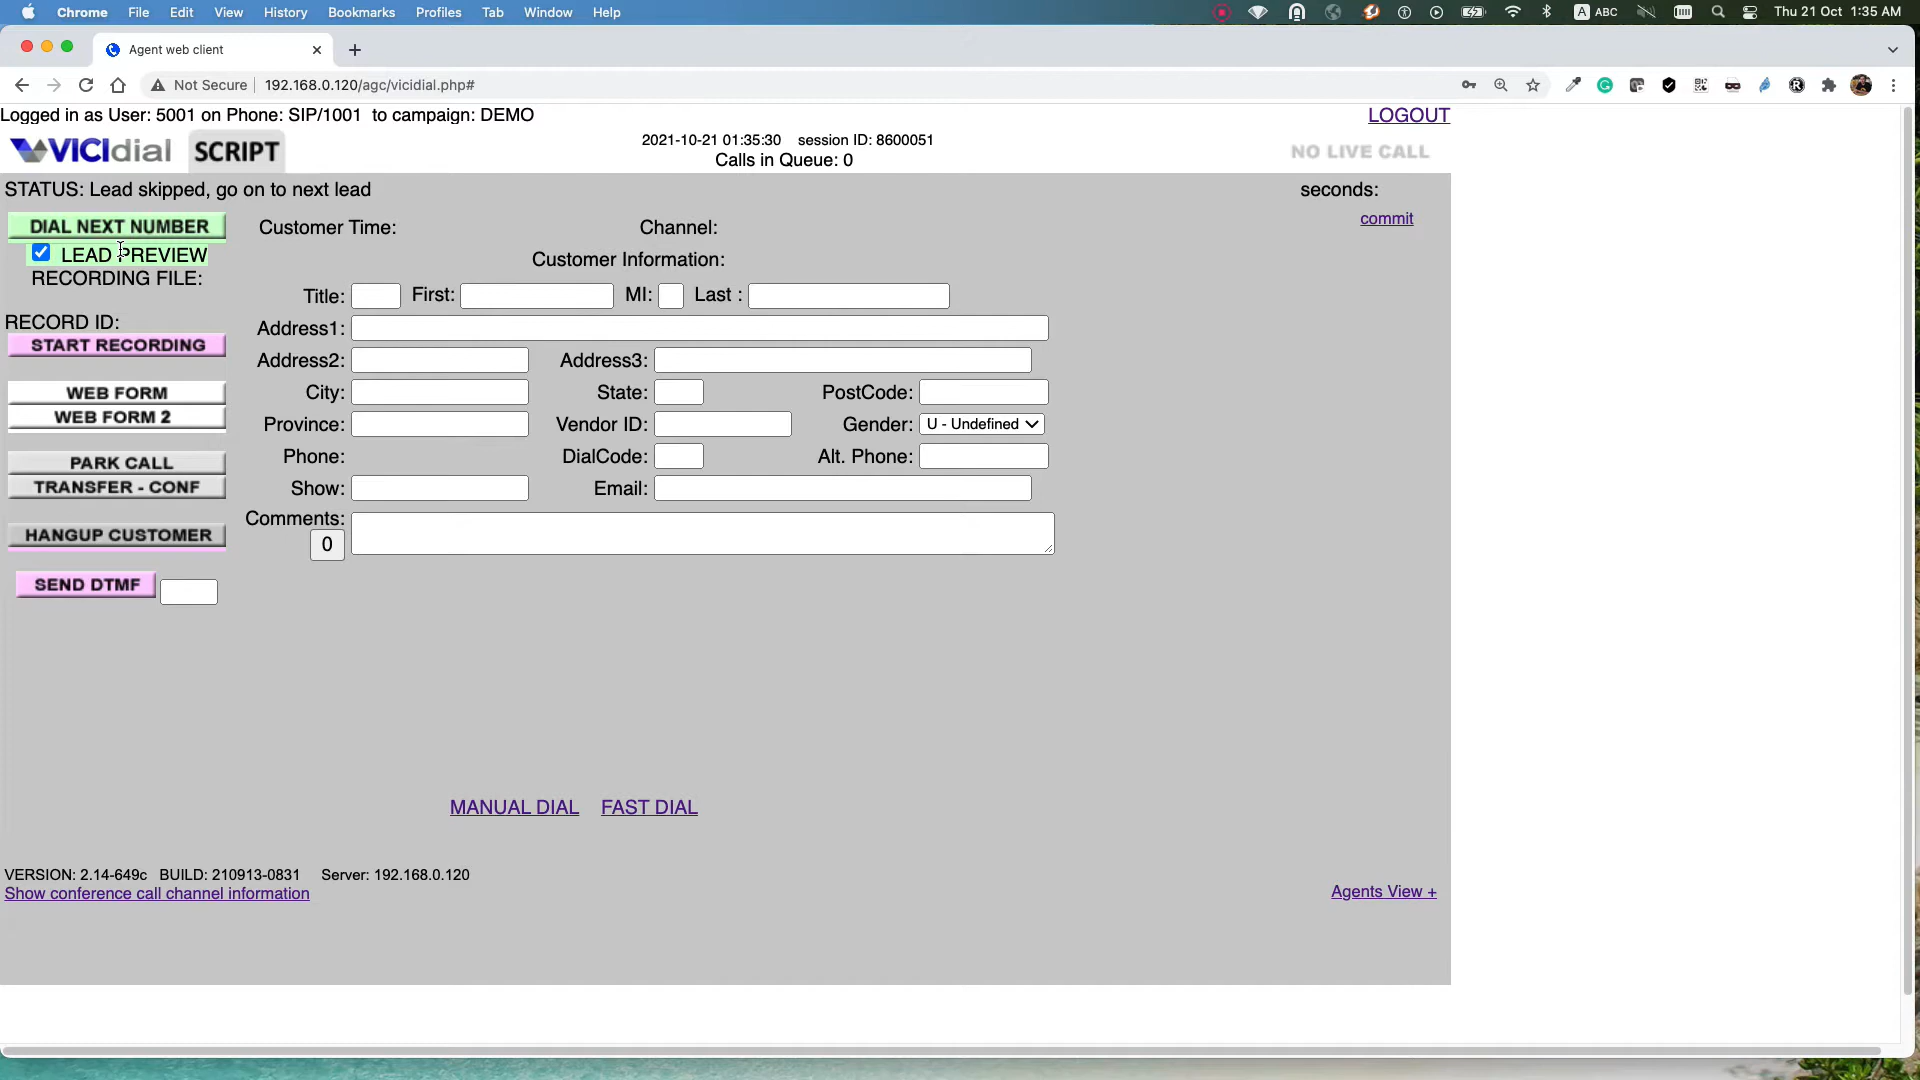 Chrome File Edit View History Bookmarks Profiles Tab Window Help ABC Thu 21 Oct 1:35 AM
Agent web client
Not Secure 192.168.0.120/agc/vicidial.php#
Logged in as User: 5001 on Phone: SIP/1001 to campaign: DEMO LOGOUT
VICIdial SCRIPT 2021-10-21 01:35:30 session ID: 8600051 NO LIVE CALL
Calls in Queue: 0
STATUS: Lead skipped, go on to next lead seconds:
DIAL NEXT NUMBER Customer Time: Channel: commit
LEAD PREVIEW Customer Information:
RECORDING FILE:
Title: First: MI: Last :
RECORD ID: Address1:
START RECORDING Address2: Address3:
WEB FORM City: State: PostCode:
WEB FORM 2 Province: Vendor ID: Gender: U - Undefined
PARK CALL Phone: DialCode: Alt. Phone:
TRANSFER - CONF Show: Email:
Comments:
HANGUP CUSTOMER 0
SEND DTMF
MANUAL DIAL FAST DIAL
VERSION: 2.14-649c BUILD: 210913-0831 Server: 192.168.0.120
Show conference call channel information Agents View +